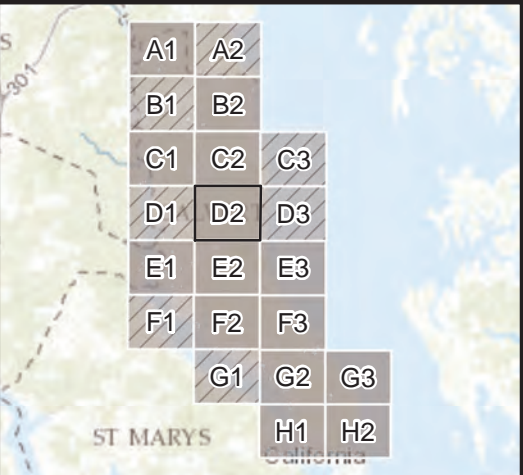 S
301
A1 A2
B1 B2
C1 C2 C3
D1 D2 D3
E1 E2 E3
F1 F2 F3
G1 G2 G3
ST MARYS
H1 H2
California